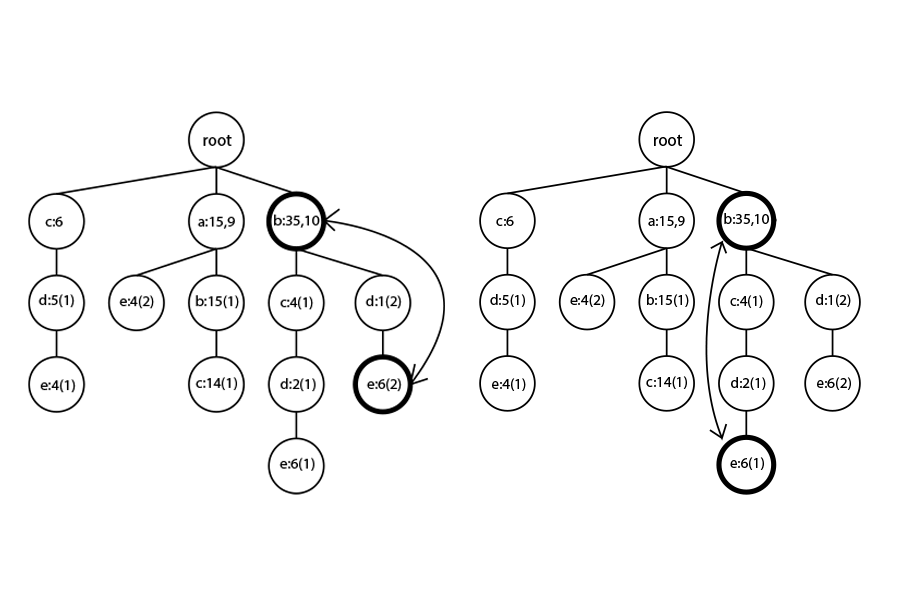 root root
c:6 a:15,9 b:35,10 c:6 a:15,9 b:35,10
d:5(1) e:4(2) b:15(1) c:4(1) d:1(2) d:5(1) e:4(2) b:15(1) c:4(1) d:1(2)
e:4(1) c:14(1) d:2(1) e:6(2) e:4(1) c:14(1) d:2(1) e:6(2)
e:6(1) e:6(1)